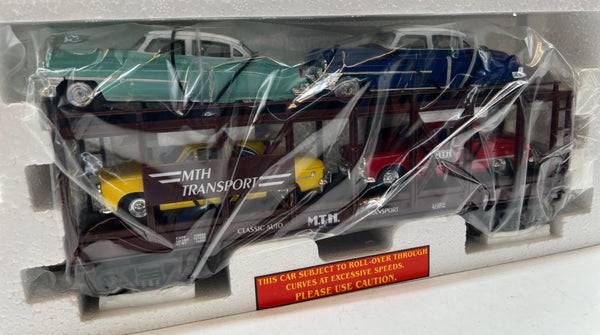 MTH
TRANSPORT
M.T.H.
CLASSIC AUTO
M.T.H.
TRANSPORT
THIS CAR SUBJECT TO ROLL-OVER THROUGH
CURVES AT EXCESSIVE SPEEDS.
PLEASE USE CAUTION.